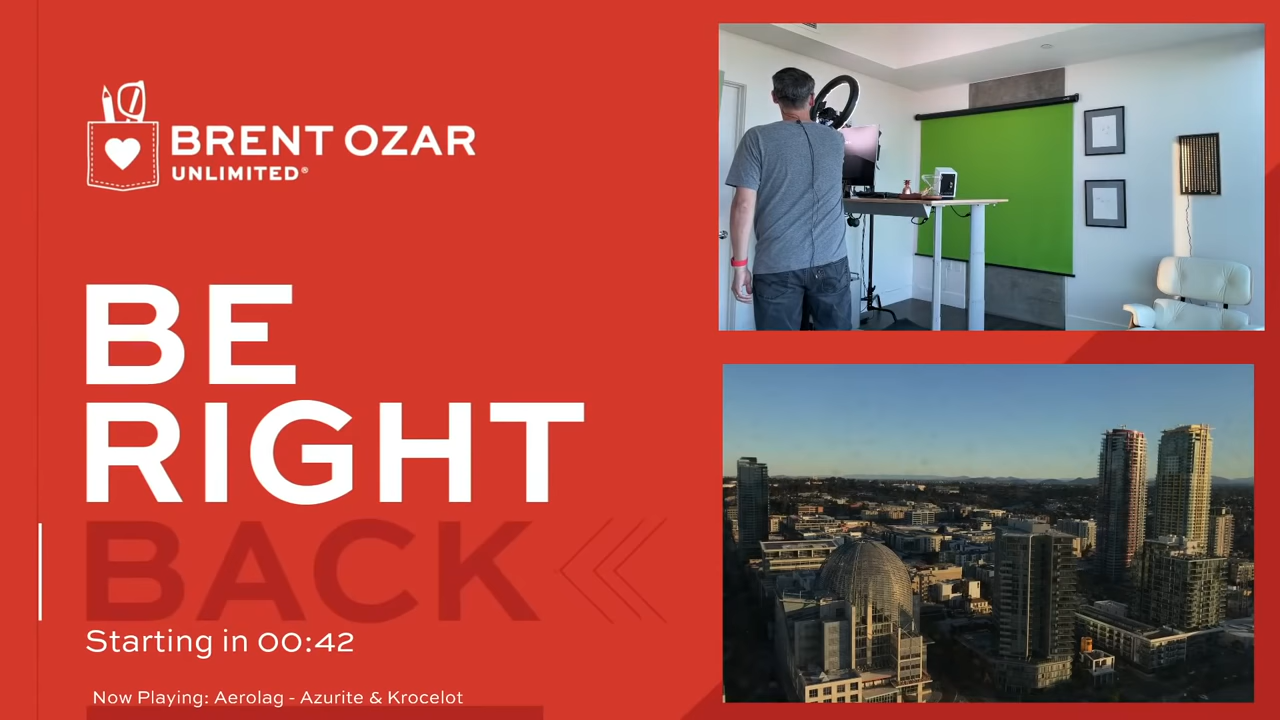 BRENT OZAR
UNLIMITED®
BE
RIGHT
BACK
Starting in 00:42
Now Playing: Aerolag - Azurite & Krocelot